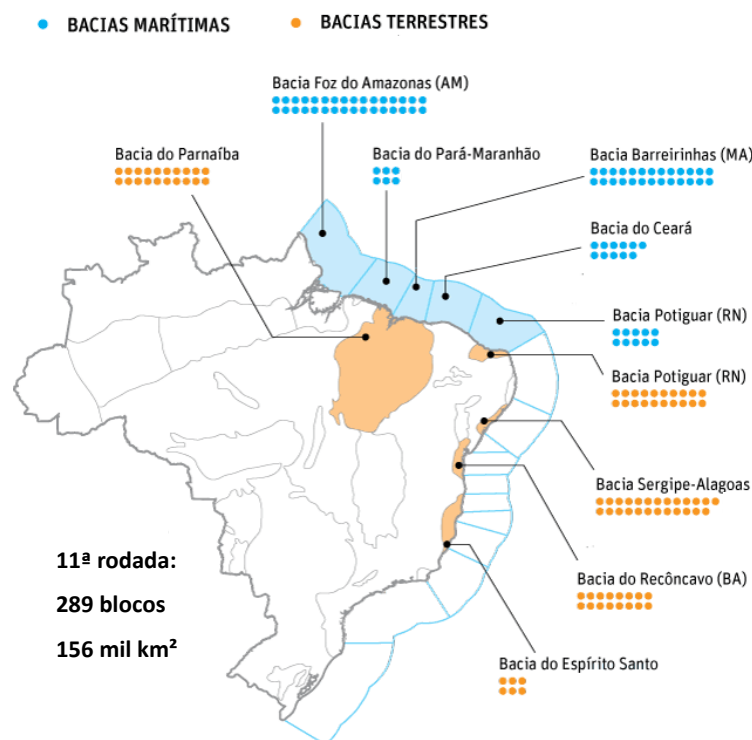 BACIAS MARÍTIMAS
BACIAS TERRESTRES
Bacia Foz do Amazonas (AM)
Bacia do Parnaíba
Bacia do Pará-Maranhão
Bacia Barreirinhas (MA)
Bacia do Ceará
Bacia Potiguar (RN)
Bacia Potiguar (RN)
Bacia Sergipe-Alagoas
Bacia do Recôncavo (BA)
Bacia do Espírito Santo
11ª rodada:
289 blocos
156 mil km²